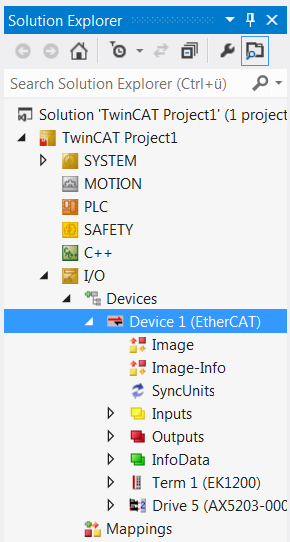 Solution Explorer
Search Solution Explorer (Ctrl+ü)
Solution 'TwinCAT Project1' (1 project
TwinCAT Project1
SYSTEM
MOTION
PLC
SAFETY
C++
I/O
Devices
Device 1 (EtherCAT)
Image
Image-Info
SyncUnits
Inputs
Outputs
InfoData
Term 1 (EK1200)
Drive 5 (AX5203-000
Mappings